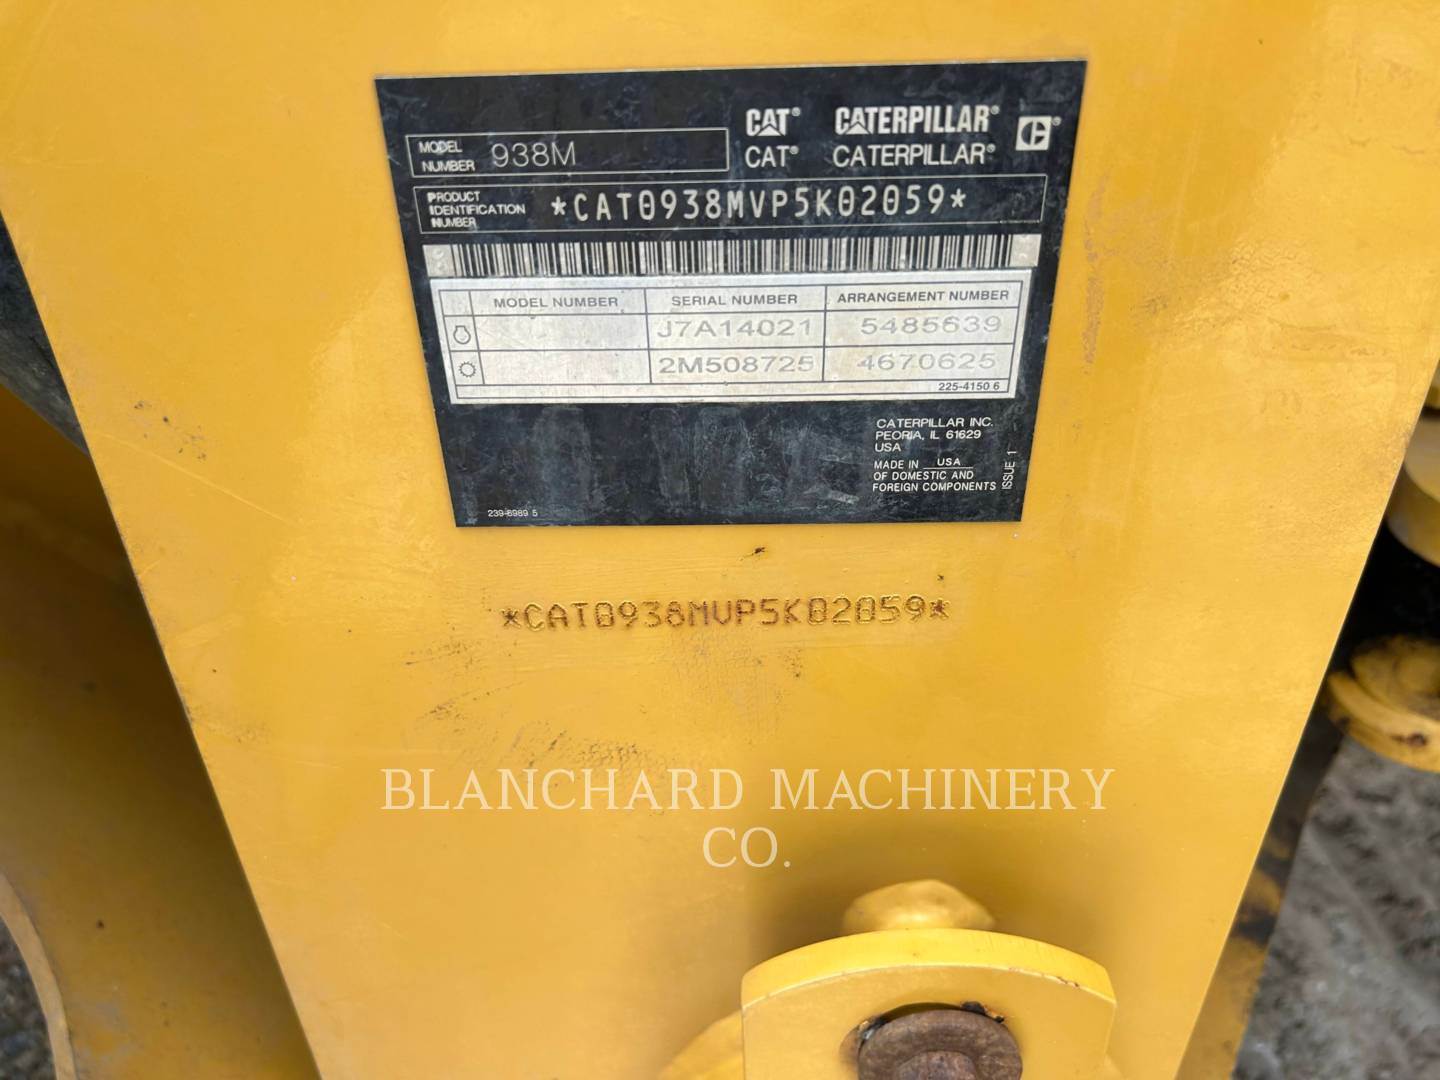 CAT® CATERPILLAR®
CAT® CATERPILLAR®
MODEL NUMBER 938M
PRODUCT IDENTIFICATION NUMBER *CAT0938MVP5K02059*
MODEL NUMBER SERIAL NUMBER ARRANGEMENT NUMBER
J7A14021 5485639
2M508725 4670625
225-4150 6
CATERPILLAR INC.
PEORIA, IL 61629
USA
MADE IN USA
OF DOMESTIC AND
FOREIGN COMPONENTS
ISSUE 1
239-6989 5
*CAT0938MVP5K02059*
BLANCHARD MACHINERY
CO.